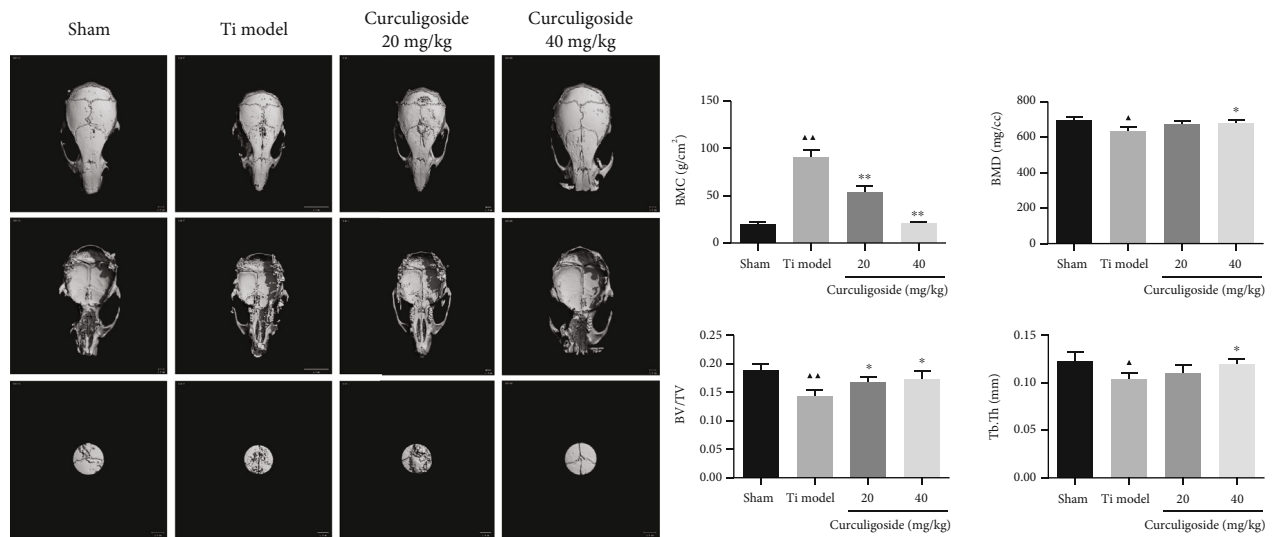 Sham
Ti model
Curculigoside
20 mg/kg
Curculigoside
40 mg/kg
BMC (g/cm²)
150
100
50
0
▲▲
**
**
Sham
Ti model
20
40
Curculigoside (mg/kg)
BMD (mg/cc)
800
600
400
200
0
▲
*
Sham
Ti model
20
40
Curculigoside (mg/kg)
BV/TV
0.25
0.20
0.15
0.10
0.05
0.00
▲▲
*
*
Sham
Ti model
20
40
Curculigoside (mg/kg)
Tb.Th (mm)
0.15
0.10
0.05
0.00
▲
*
Sham
Ti model
20
40
Curculigoside (mg/kg)